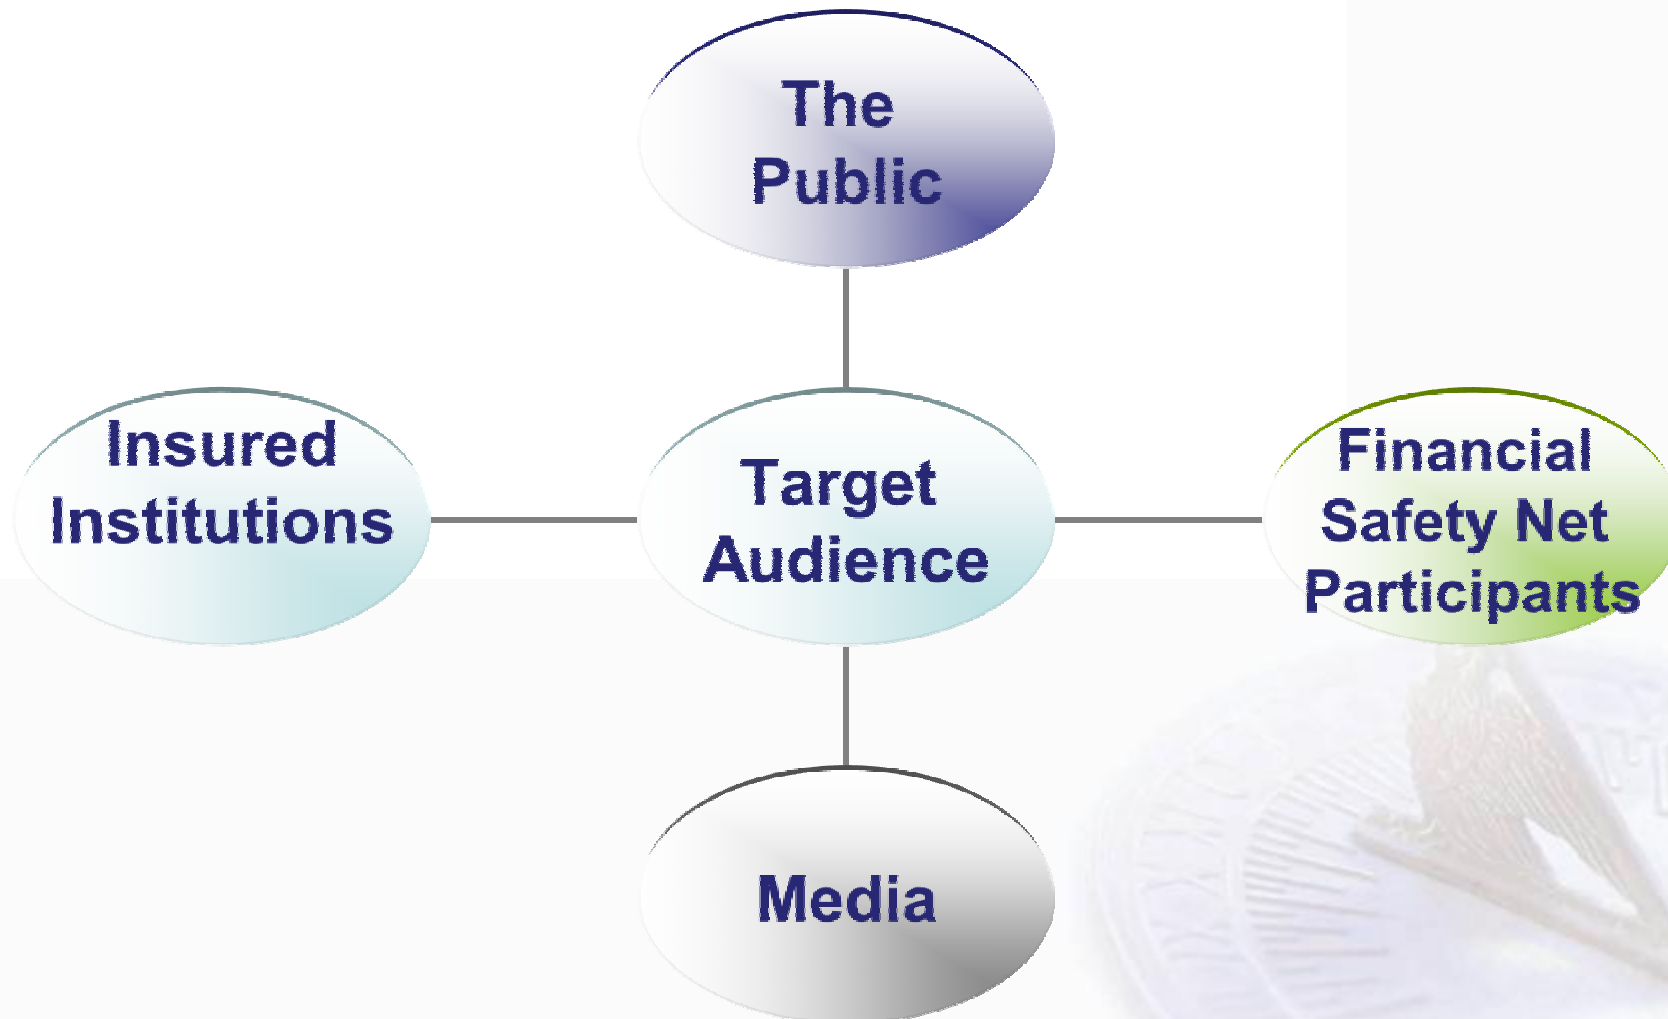 The
Public
Insured
Institutions
Target
Audience
Financial
Safety Net
Participants
Media